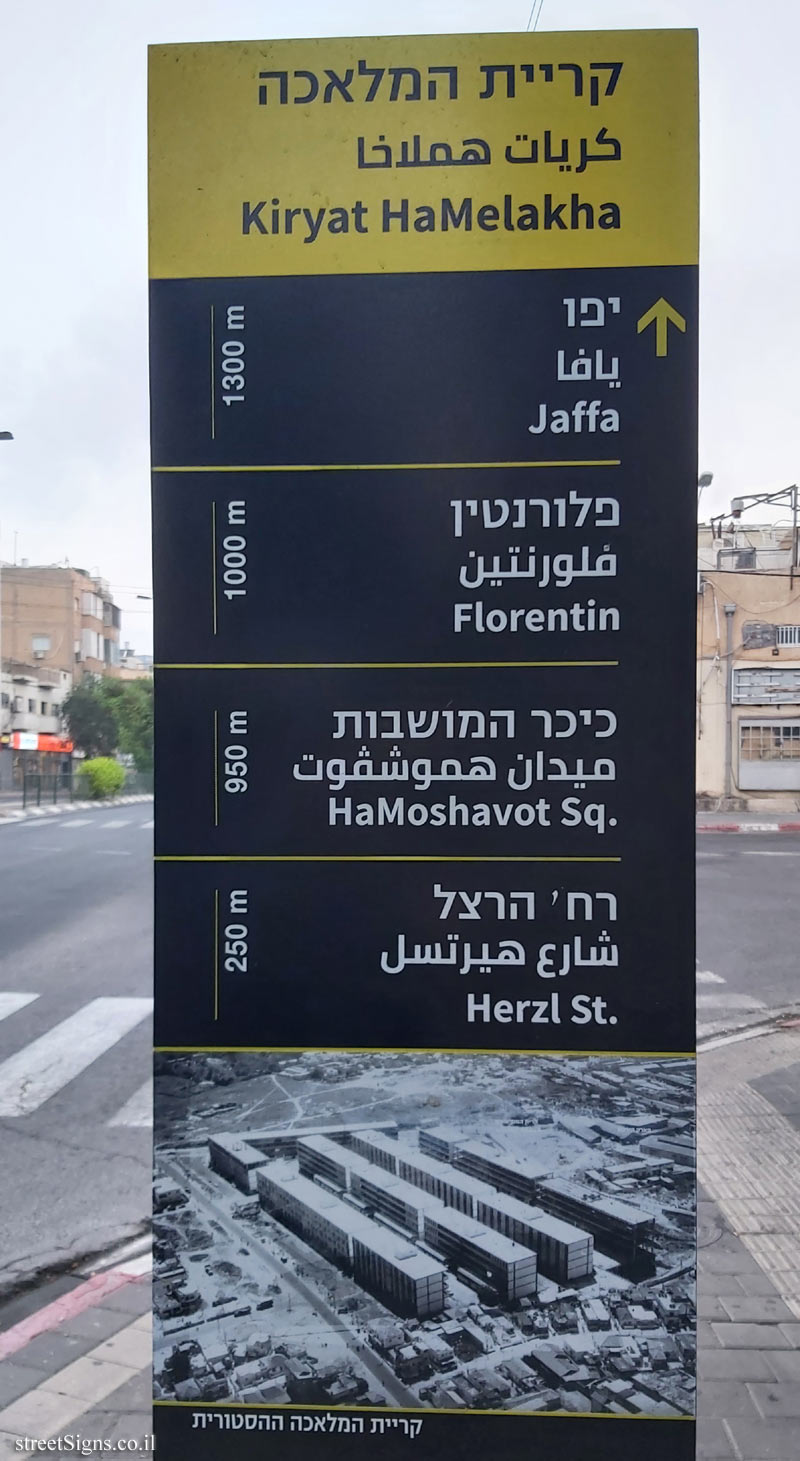 קריית המלאכה
كريات هملاخا
Kiryat HaMelakha
יפו
يافا
Jaffa
1300 m
פלורנטין
فلورنتين
Florentin
1000 m
כיכר המושבות
ميدان هموشڤوت
HaMoshavot Sq.
950 m
רח' הרצל
شارع هيرتسل
Herzl St.
250 m
קריית המלאכה ההסטורית
streetSigns.co.il